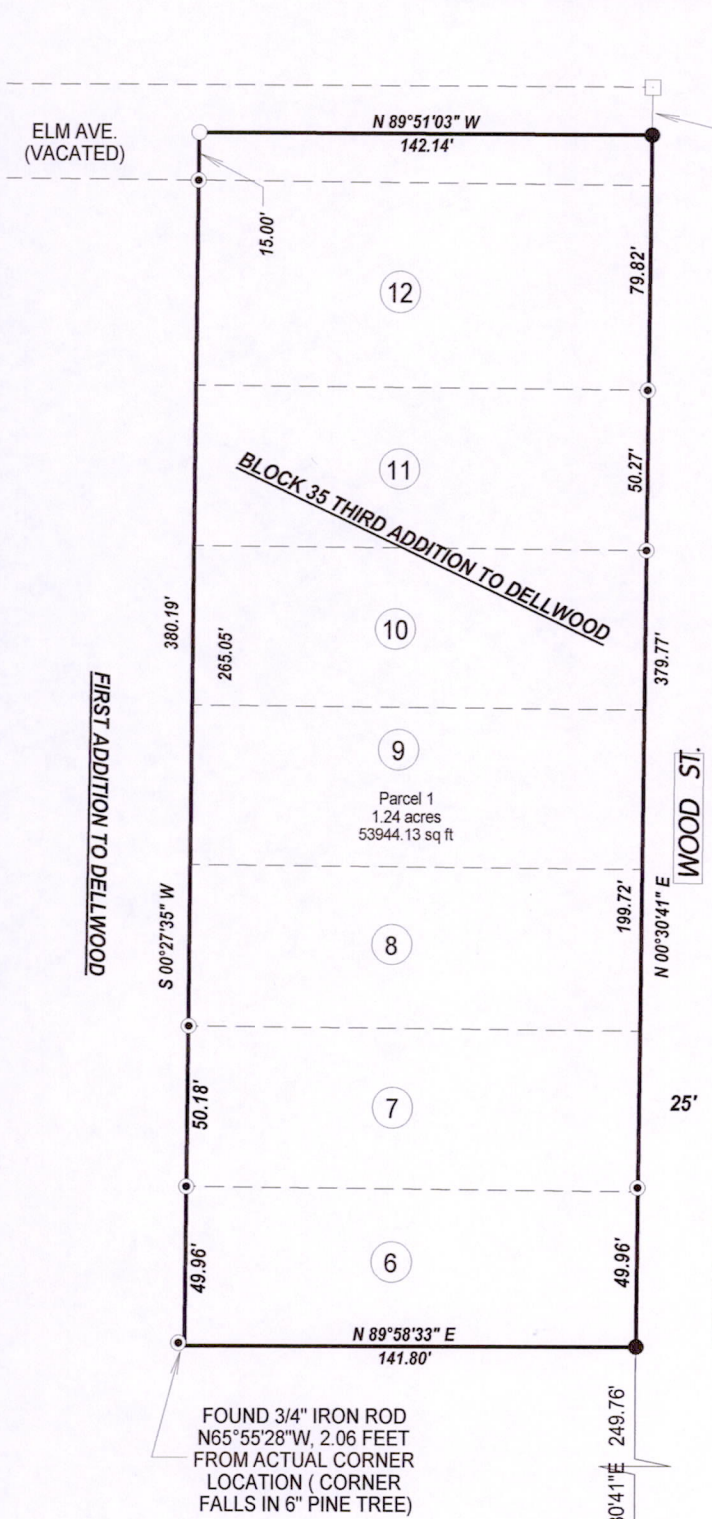 N 89°51'03" W
142.14'
ELM AVE.
(VACATED)
15.00'
79.82'
12
50.27'
11
BLOCK 35 THIRD ADDITION TO DELLWOOD
10
380.19'
265.05'
379.77'
FIRST ADDITION TO DELLWOOD
9
Parcel 1
1.24 acres
53944.13 sq ft
WOOD ST.
S 00°27'35" W
199.72'
N 00°30'41" E
8
50.18'
7
25'
49.96'
6
49.96'
N 89°58'33" E
141.80'
FOUND 3/4" IRON ROD
N65°55'28"W, 2.06 FEET
FROM ACTUAL CORNER
LOCATION ( CORNER
FALLS IN 6" PINE TREE)
249.76'